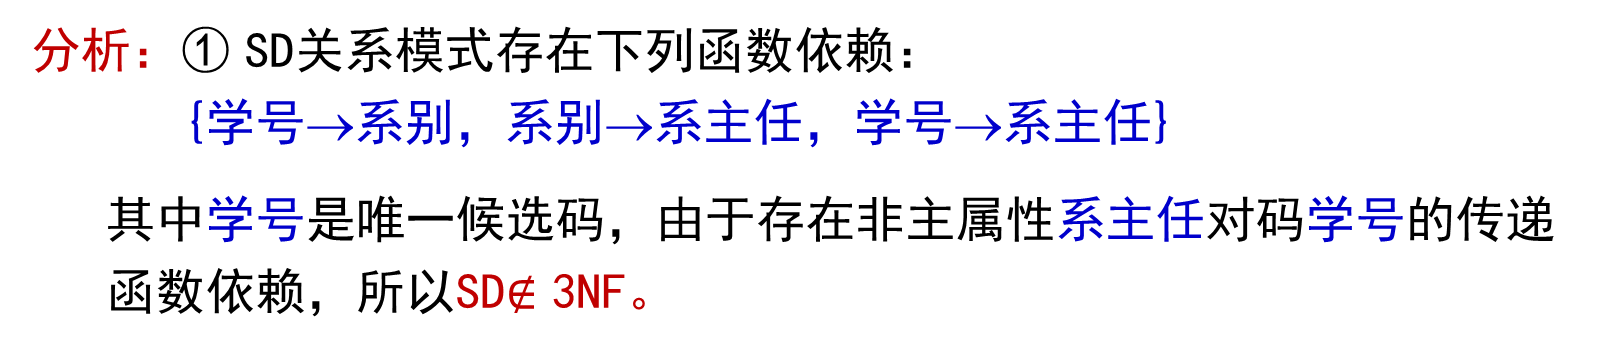 分析：① SD关系模式存在下列函数依赖：
{学号→系别，系别→系主任，学号→系主任}
其中学号是唯一候选码，由于存在非主属性系主任对码学号的传递
函数依赖，所以SD∉ 3NF。